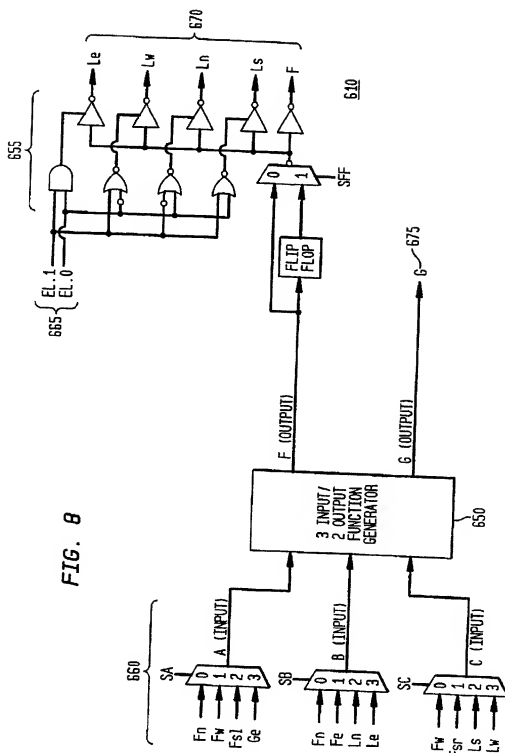 FIG. 8
655
670
665
EL.1
EL.0
Le
Lw
Ln
Ls
F
610
0
1
SFF
FLIP
FLOP
F (OUTPUT)
G (OUTPUT)
G
675
3 INPUT/
2 OUTPUT
FUNCTION
GENERATOR
650
660
SA
Fn 0
Fw 1
Fsl 2
Ge 3
A (INPUT)
SB
Fn 0
Fe 1
Ln 2
Le 3
B (INPUT)
SC
Fw 0
Fsr 1
Ls 2
Lw 3
C (INPUT)